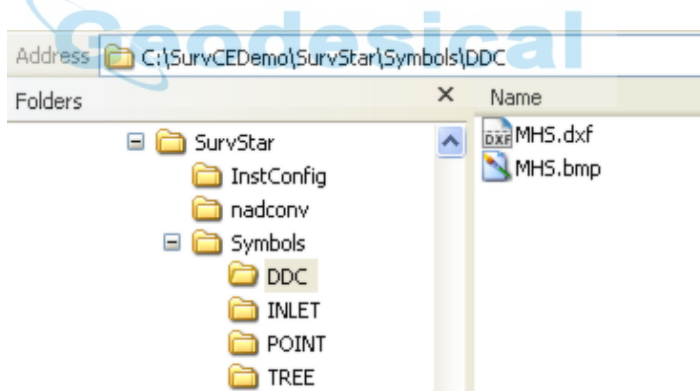 Geodesical
Address C:\SurvCEDemo\SurvStar\Symbols\DDC
Folders
Name
SurvStar
InstConfig
nadconv
Symbols
DDC
INLET
POINT
TREE
DXF MHS.dxf
MHS.bmp